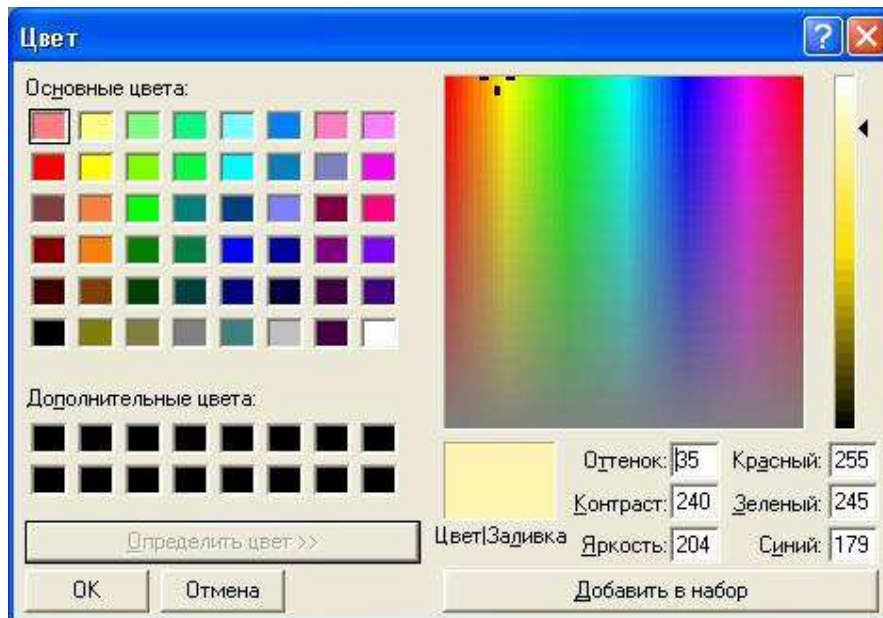 Цвет
Основные цвета:
Дополнительные цвета:
Определить цвет >>
ОК
Отмена
Цвет|Заливка
Оттенок: 35
Контраст: 240
Яркость: 204
Красный: 255
Зеленый: 245
Синий: 179
Добавить в набор